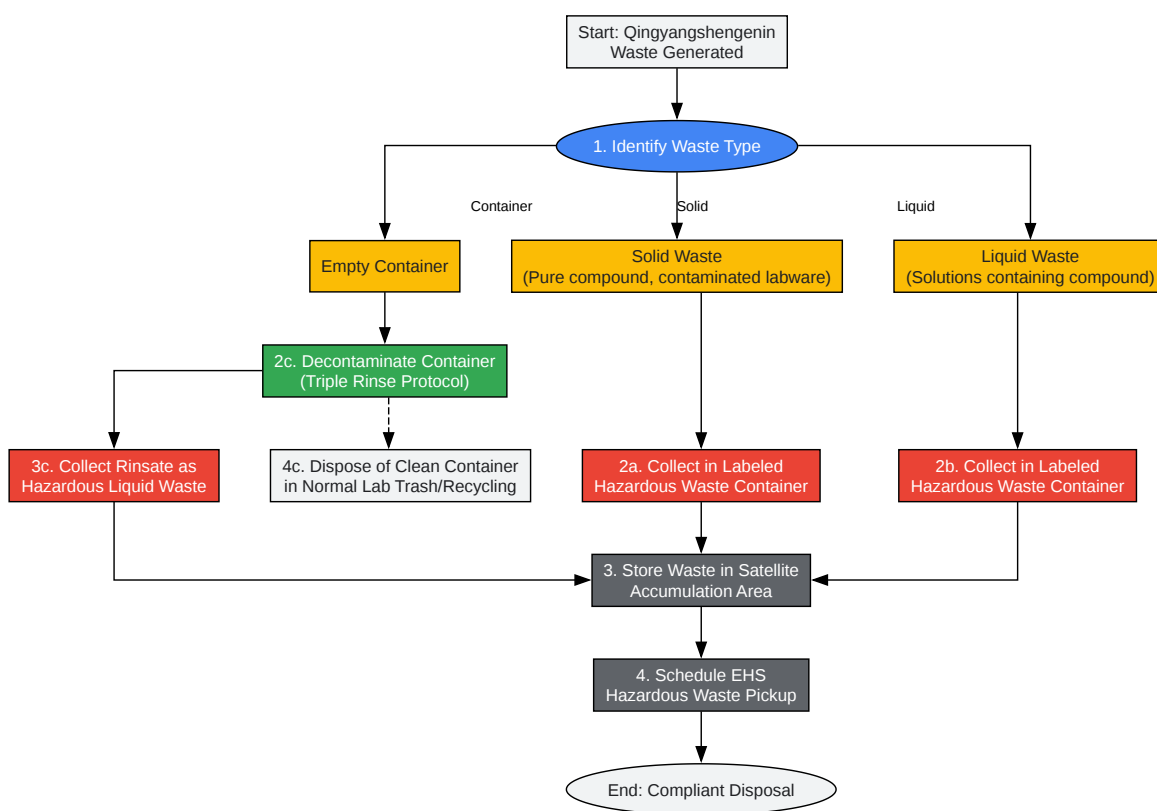 Start: Qingyangshengenin
Waste Generated
1. Identify Waste Type
Container
Solid
Liquid
Empty Container
Solid Waste
(Pure compound, contaminated labware)
Liquid Waste
(Solutions containing compound)
2c. Decontaminate Container
(Triple Rinse Protocol)
3c. Collect Rinsate as
Hazardous Liquid Waste
4c. Dispose of Clean Container
in Normal Lab Trash/Recycling
2a. Collect in Labeled
Hazardous Waste Container
2b. Collect in Labeled
Hazardous Waste Container
3. Store Waste in Satellite
Accumulation Area
4. Schedule EHS
Hazardous Waste Pickup
End: Compliant Disposal